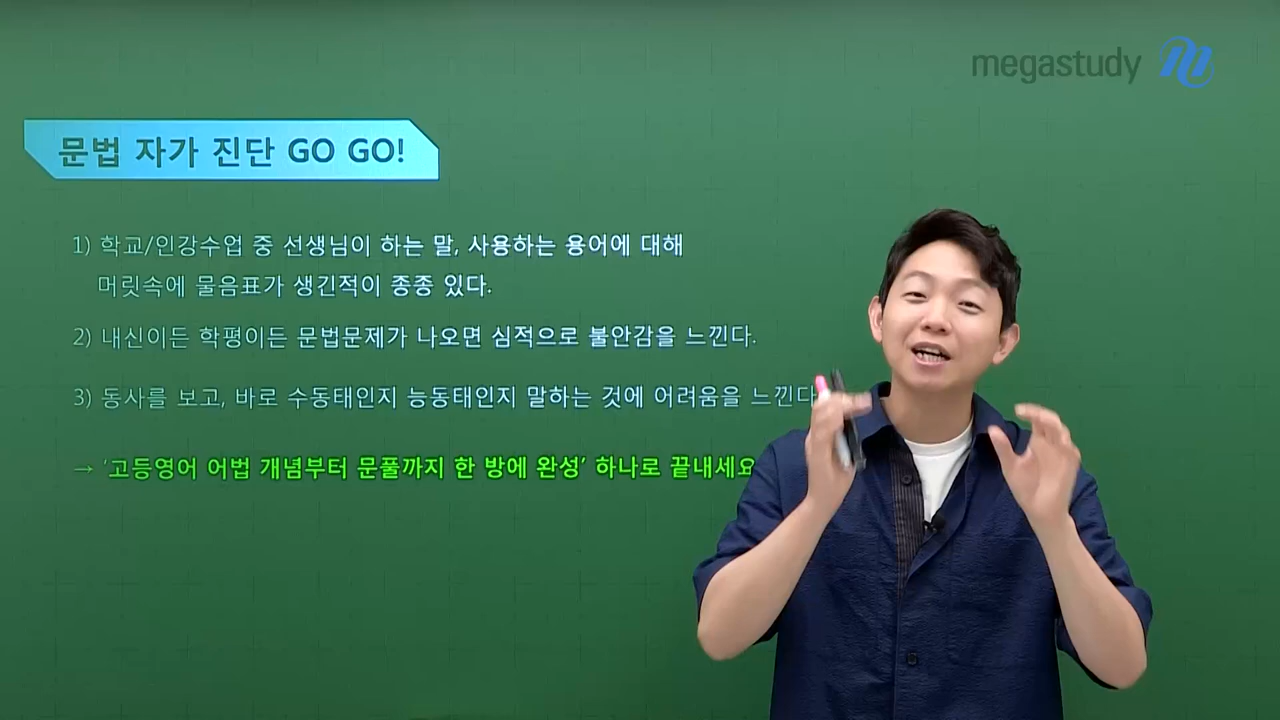 megastudy
문법 자가 진단 GO GO!
1) 학교/인강수업 중 선생님이 하는 말, 사용하는 용어에 대해
머릿속에 물음표가 생긴적이 종종 있다.
2) 내신이든 학평이든 문법문제가 나오면 심적으로 불안감을 느낀다.
3) 동사를 보고, 바로 수동태인지 능동태인지 말하는 것에 어려움을 느낀다
→ '고등영어 어법 개념부터 문풀까지 한 방에 완성' 하나로 끝내세요